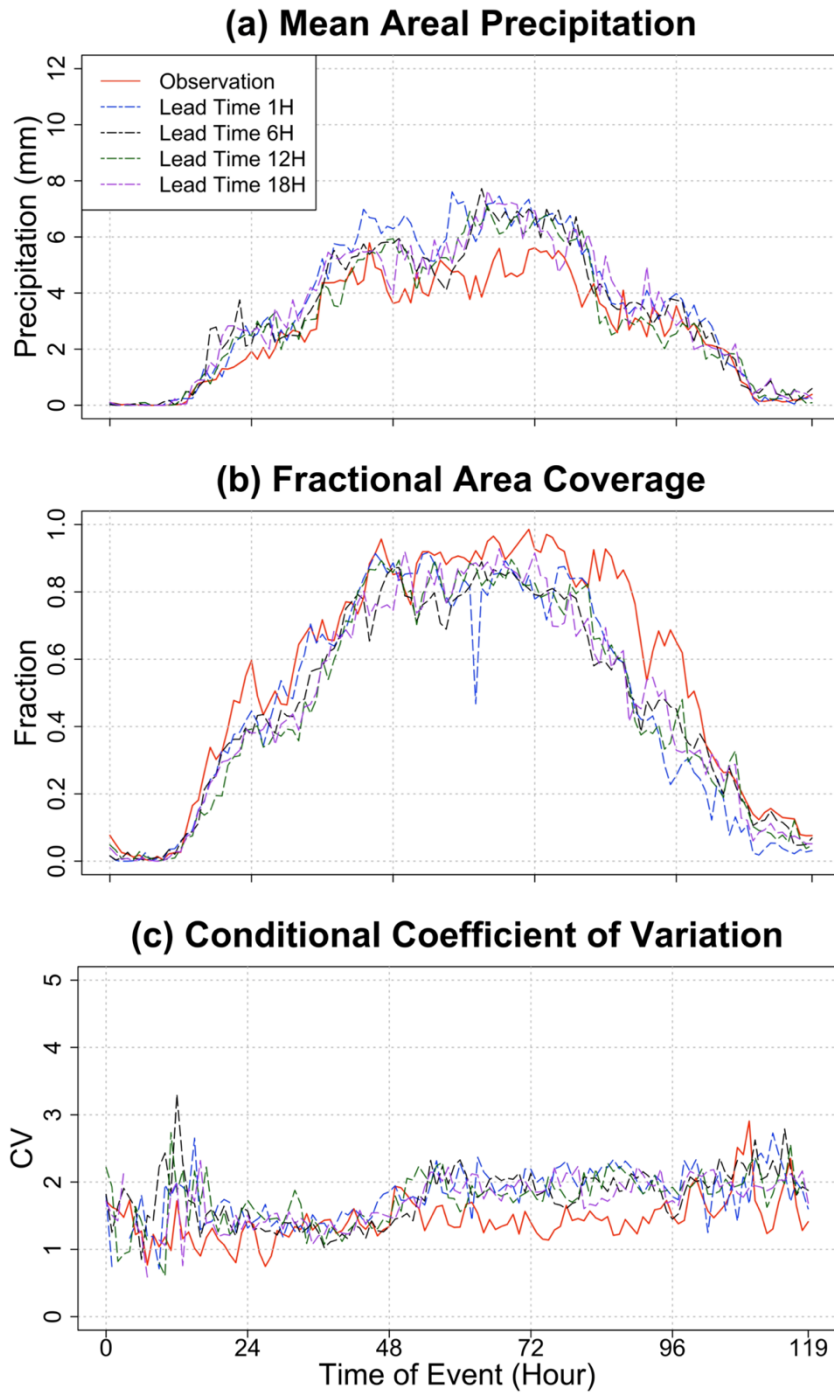 (a) Mean Areal Precipitation
Precipitation (mm)
12
10
8
6
4
2
0
Observation
Lead Time 1H
Lead Time 6H
Lead Time 12H
Lead Time 18H
(b) Fractional Area Coverage
Fraction
1.0
0.8
0.6
0.4
0.2
0.0
(c) Conditional Coefficient of Variation
CV
5
4
3
2
1
0
0 24 48 72 96 119
Time of Event (Hour)